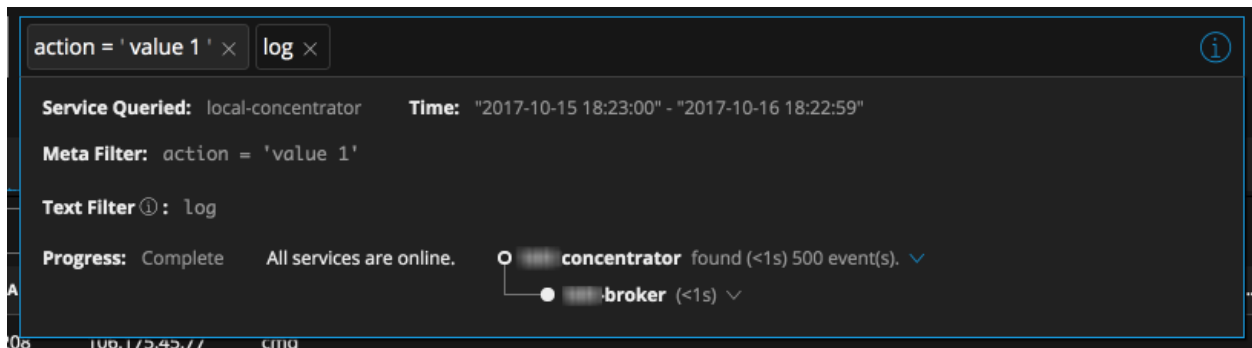 action = ' value 1 ' ×
log ×
Service Queried: local-concentrator Time: "2017-10-15 18:23:00" - "2017-10-16 18:22:59"
Meta Filter: action = 'value 1'
Text Filter ⓘ : log
Progress: Complete All services are online. concentrator found (<1s) 500 event(s).
-broker (<1s)
A
106.175.45.77 cmd